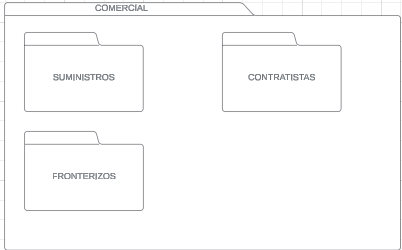 COMERCIAL
SUMINISTROS
CONTRATISTAS
FRONTERIZOS